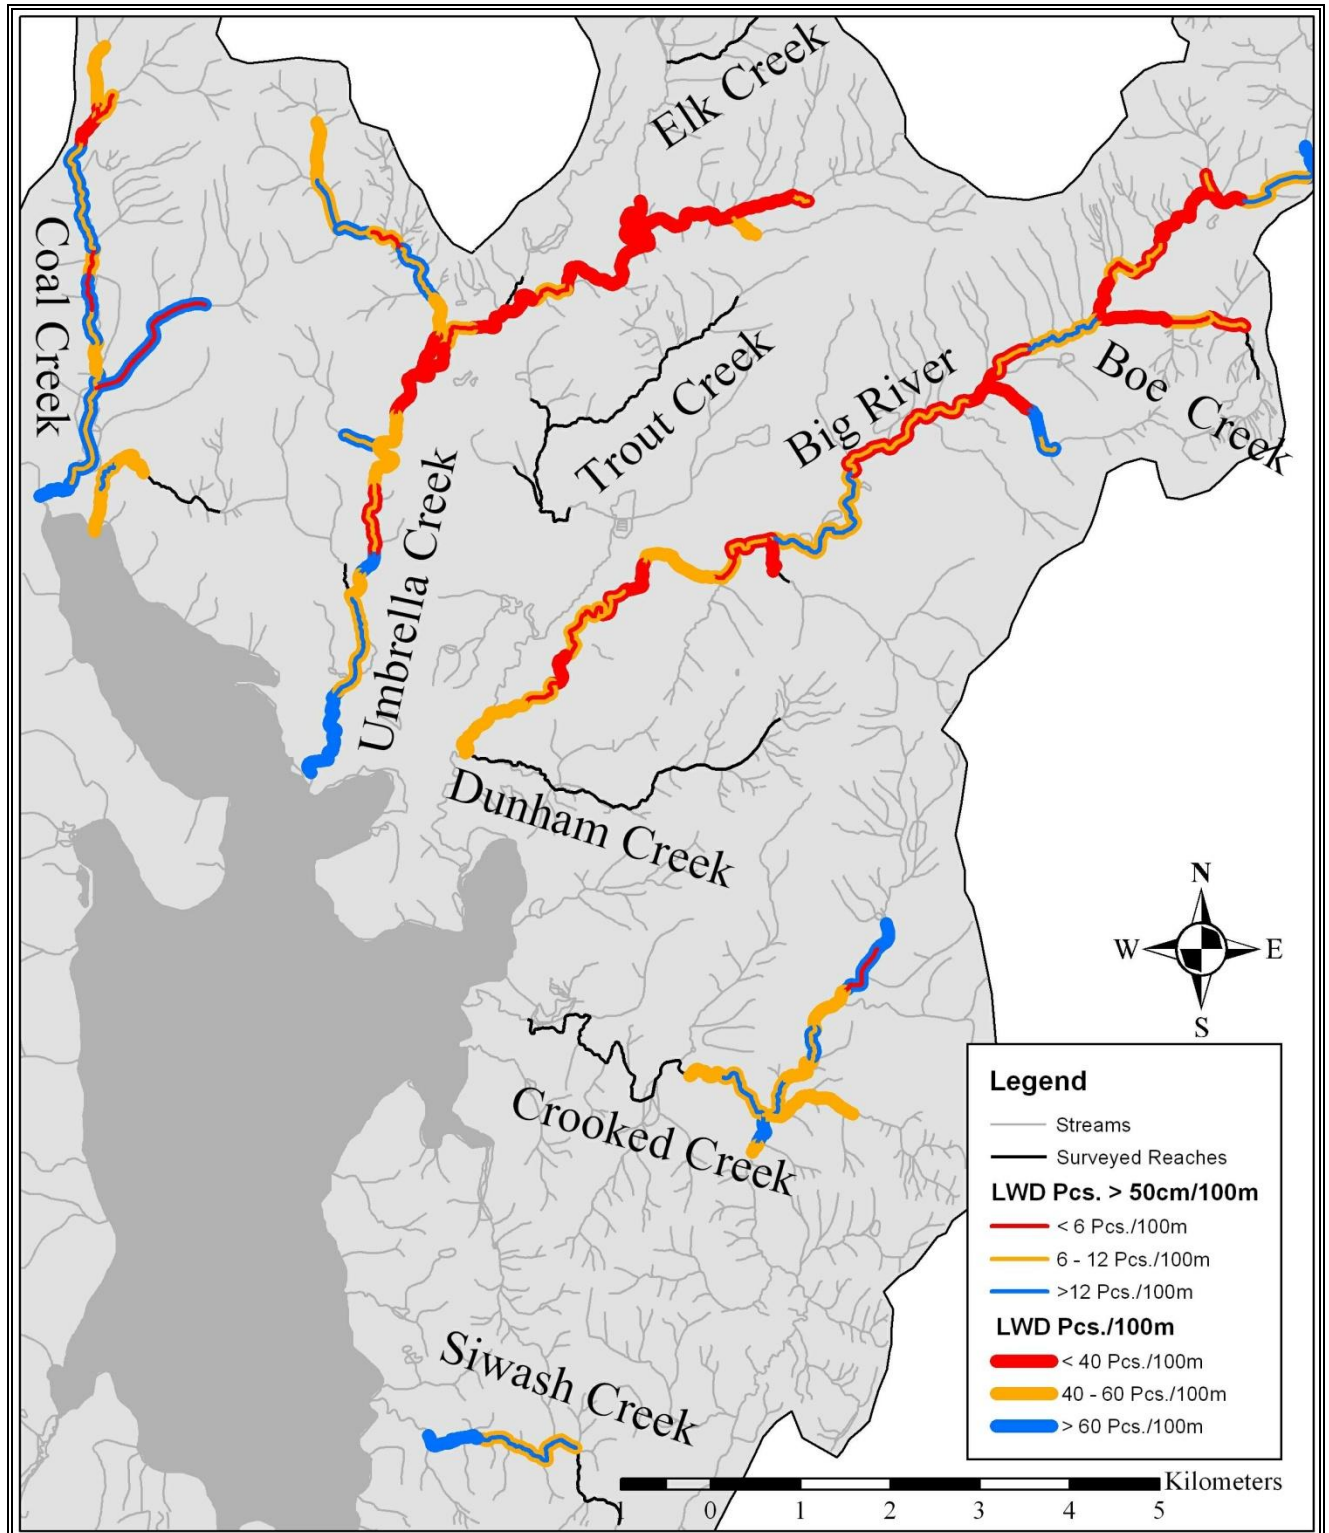 Elk Creek
Coal Creek
Trout Creek
Big River
Boe Creek
Umbrella Creek
Dunham Creek
N
W E
S
Crooked Creek
Legend
Streams
Surveyed Reaches
LWD Pcs. > 50cm/100m
< 6 Pcs./100m
6 - 12 Pcs./100m
>12 Pcs./100m
LWD Pcs./100m
< 40 Pcs./100m
40 - 60 Pcs./100m
> 60 Pcs./100m
Siwash Creek
Kilometers
1 0 1 2 3 4 5